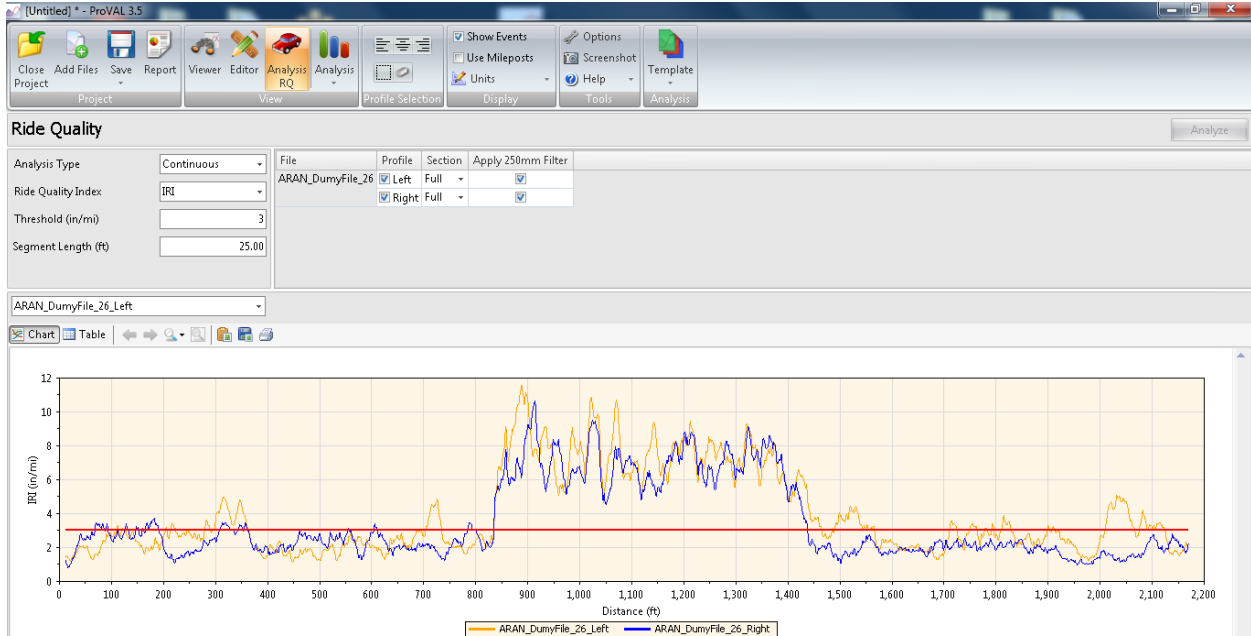 [Untitled] * - ProVAL 3.5
Close Project Add Files Save Report Viewer Editor Analysis RQ Analysis Show Events Use Mileposts Units Options Screenshot Help Template
Project View Profile Selection Display Tools Analysis
Ride Quality Analyze
Analysis Type Continuous File Profile Section Apply 250mm Filter
ARAN_DumyFile_26 Left Full
Ride Quality Index IRI Right Full
Threshold (in/mi) 3
Segment Length (ft) 25.00
ARAN_DumyFile_26_Left
Chart Table
12
10
8
6
4
2
0
IRI (in/mi)
0 100 200 300 400 500 600 700 800 900 1,000 1,100 1,200 1,300 1,400 1,500 1,600 1,700 1,800 1,900 2,000 2,100 2,200
Distance (ft)
ARAN_DumyFile_26_Left ARAN_DumyFile_26_Right